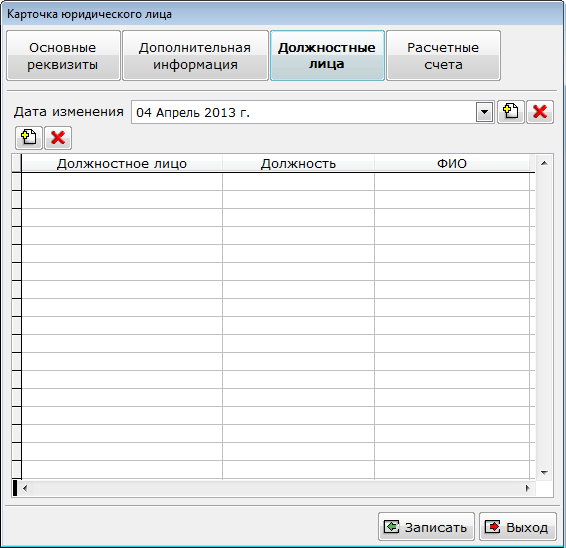 Карточка юридического лица
Основные
реквизиты
Дополнительная
информация
Должностные
лица
Расчетные
счета
Дата изменения 04 Апрель 2013 г.
Должностное лицо Должность ФИО
Записать Выход